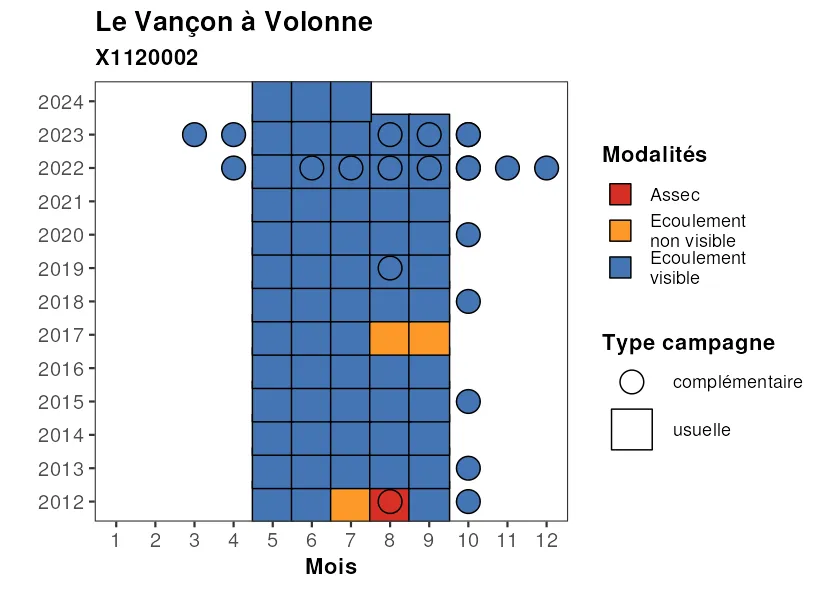 Le Vançon à Volonne
X1120002
2024
2023
2022
2021
2020
2019
2018
2017
2016
2015
2014
2013
2012
1 2 3 4 5 6 7 8 9 10 11 12
Mois
Modalités
Assec
Ecoulement
non visible
Ecoulement
visible
Type campagne
complémentaire
usuelle